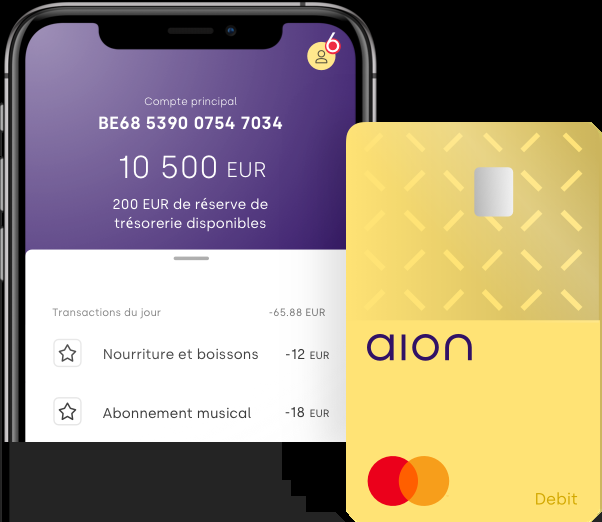 6
Compte principal
BE68 5390 0754 7034
10 500 EUR
200 EUR de réserve de
trésorerie disponibles
Transactions du jour -65.88 EUR
Nourriture et boissons -12 EUR
Abonnement musical -18 EUR
aion
Debit